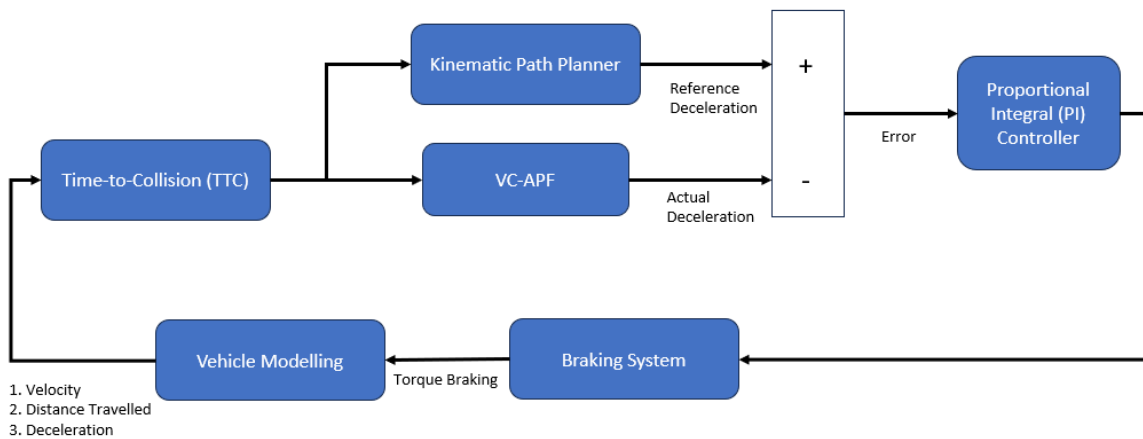 Kinematic Path Planner
Reference
Deceleration
+
Proportional
Integral (PI)
Controller
Error
Time-to-Collision (TTC)
VC-APF
Actual
Deceleration
-
Vehicle Modelling
Torque Braking
Braking System
1. Velocity
2. Distance Travelled
3. Deceleration